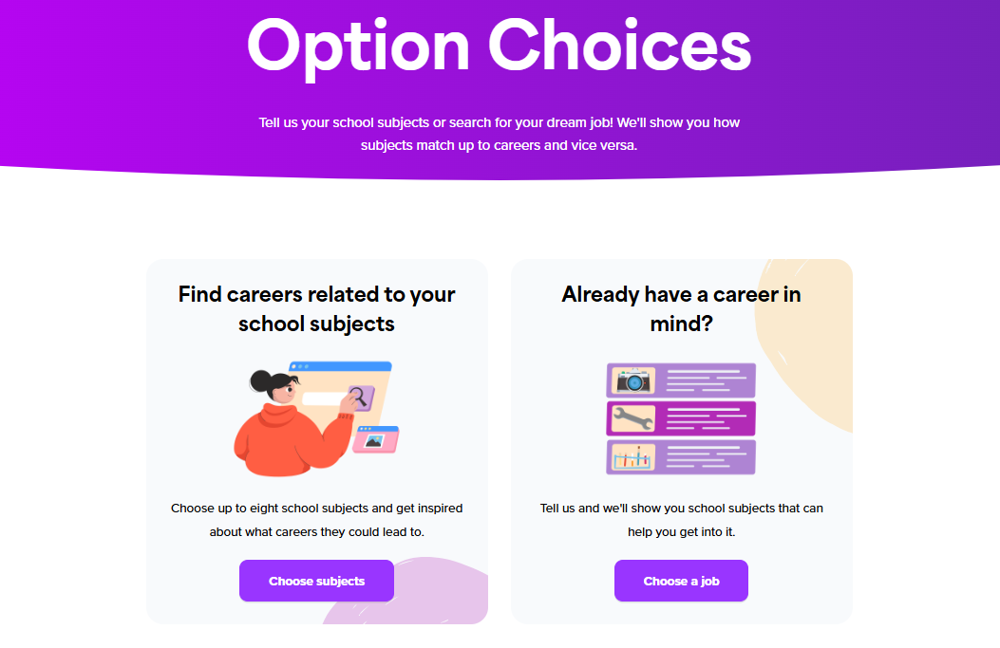 Option Choices
Tell us your school subjects or search for your dream job! We'll show you how
subjects match up to careers and vice versa.
Find careers related to your
school subjects
Choose up to eight school subjects and get inspired
about what careers they could lead to.
Choose subjects
Already have a career in
mind?
Tell us and we'll show you school subjects that can
help you get into it.
Choose a job